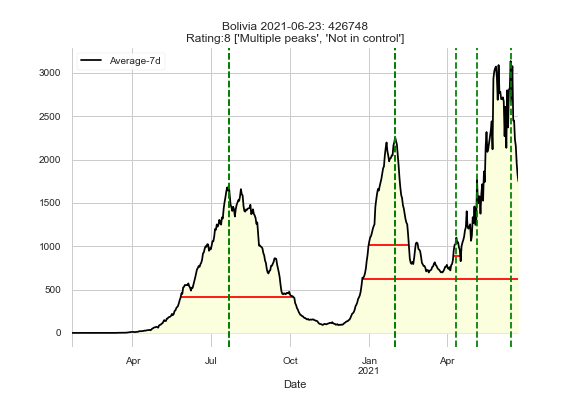 Bolivia 2021-06-23: 426748
Rating:8 ['Multiple peaks', 'Not in control']
Average-7d
3000
2500
2000
1500
1000
500
0
Apr Jul Oct Jan Apr
2021
Date